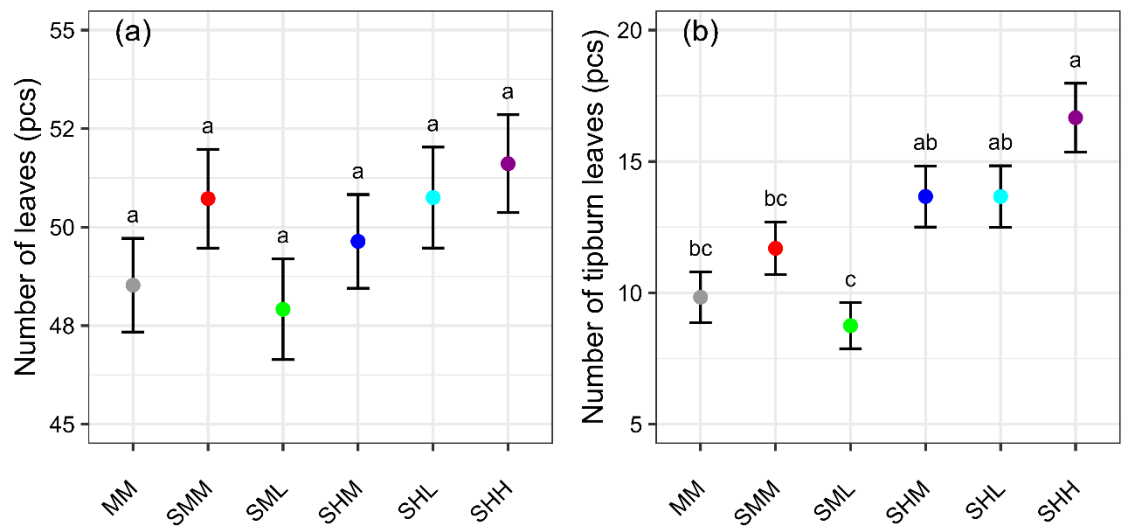 (a)
Number of leaves (pcs)
55
52
50
48
45
a
a
a
a
a
a
MM
SMM
SML
SHM
SHL
SHH
(b)
Number of tipburn leaves (pcs)
20
15
10
5
bc
bc
c
ab
ab
a
MM
SMM
SML
SHM
SHL
SHH